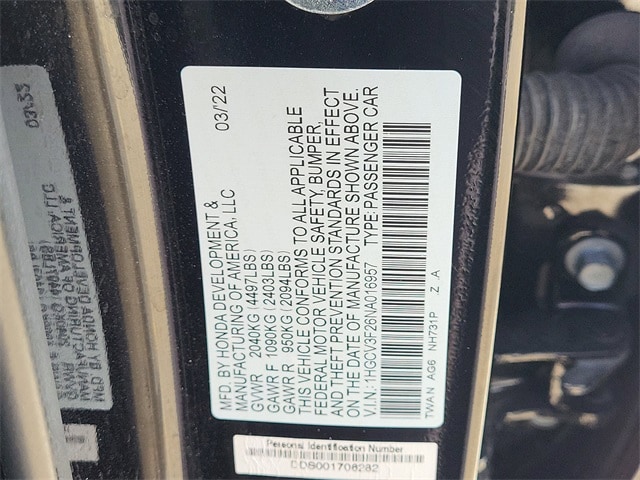 MFD. BY HONDA DEVELOPMENT & 03/22
MANUFACTURING OF AMERICA, LLC
GVWR 2040KG (4497LBS)
GAWR F 1090KG (2403LBS)
GAWR R 950KG (2094LBS)
THIS VEHICLE CONFORMS TO ALL APPLICABLE
FEDERAL MOTOR VEHICLE SAFETY, BUMPER,
AND THEFT PREVENTION STANDARDS IN EFFECT
ON THE DATE OF MANUFACTURE SHOWN ABOVE.
V.I.N.: 1HGCV3F26NA016957 TYPE: PASSENGER CAR
TWAN AG6 NH731P Z A
Personal Identification Number